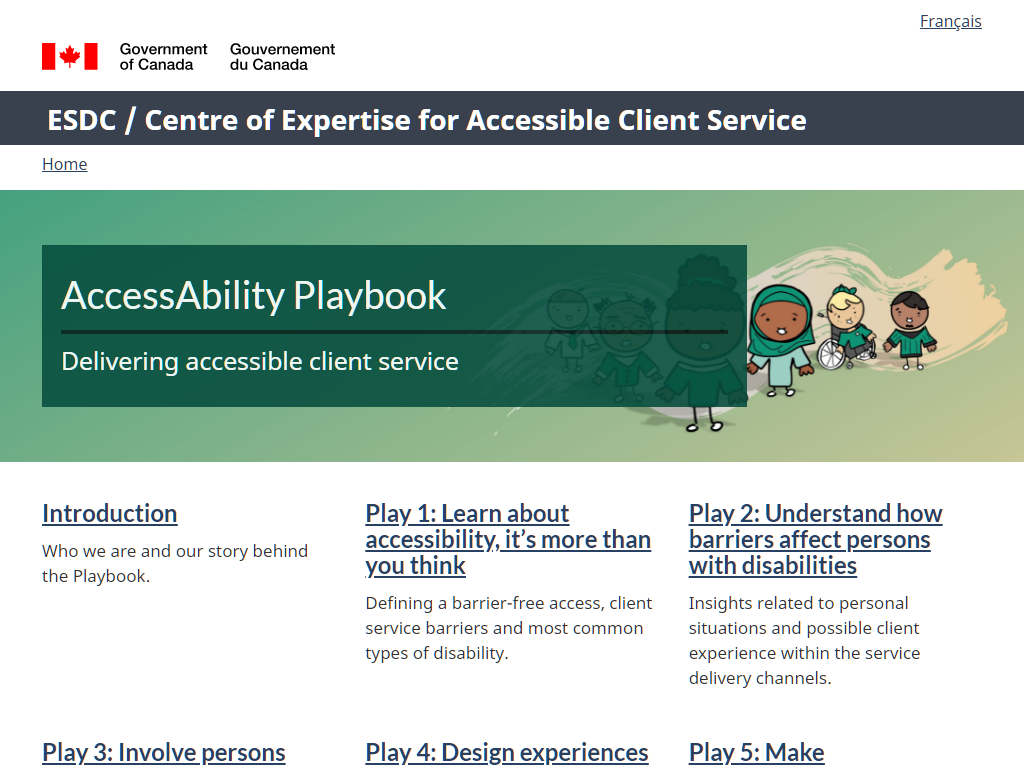 Français
Government of Canada
Gouvernement du Canada
ESDC / Centre of Expertise for Accessible Client Service
Home
AccessAbility Playbook
Delivering accessible client service
Introduction
Who we are and our story behind
the Playbook.
Play 1: Learn about
accessibility, it’s more than
you think
Defining a barrier-free access, client
service barriers and most common
types of disability.
Play 2: Understand how
barriers affect persons
with disabilities
Insights related to personal
situations and possible client
experience within the service
delivery channels.
Play 3: Involve persons
Play 4: Design experiences
Play 5: Make